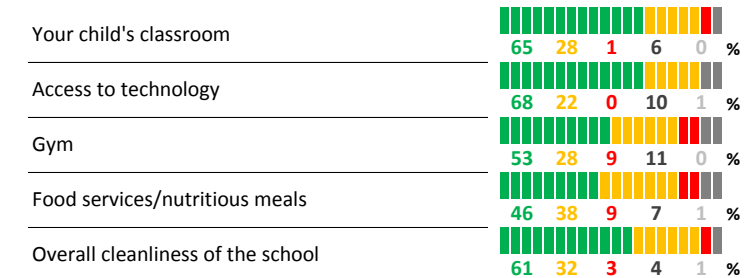 Your child's classroom
65 28 1 6 0 %
Access to technology
68 22 0 10 1 %
Gym
53 28 9 11 0 %
Food services/nutritious meals
46 38 9 7 1 %
Overall cleanliness of the school
61 32 3 4 1 %